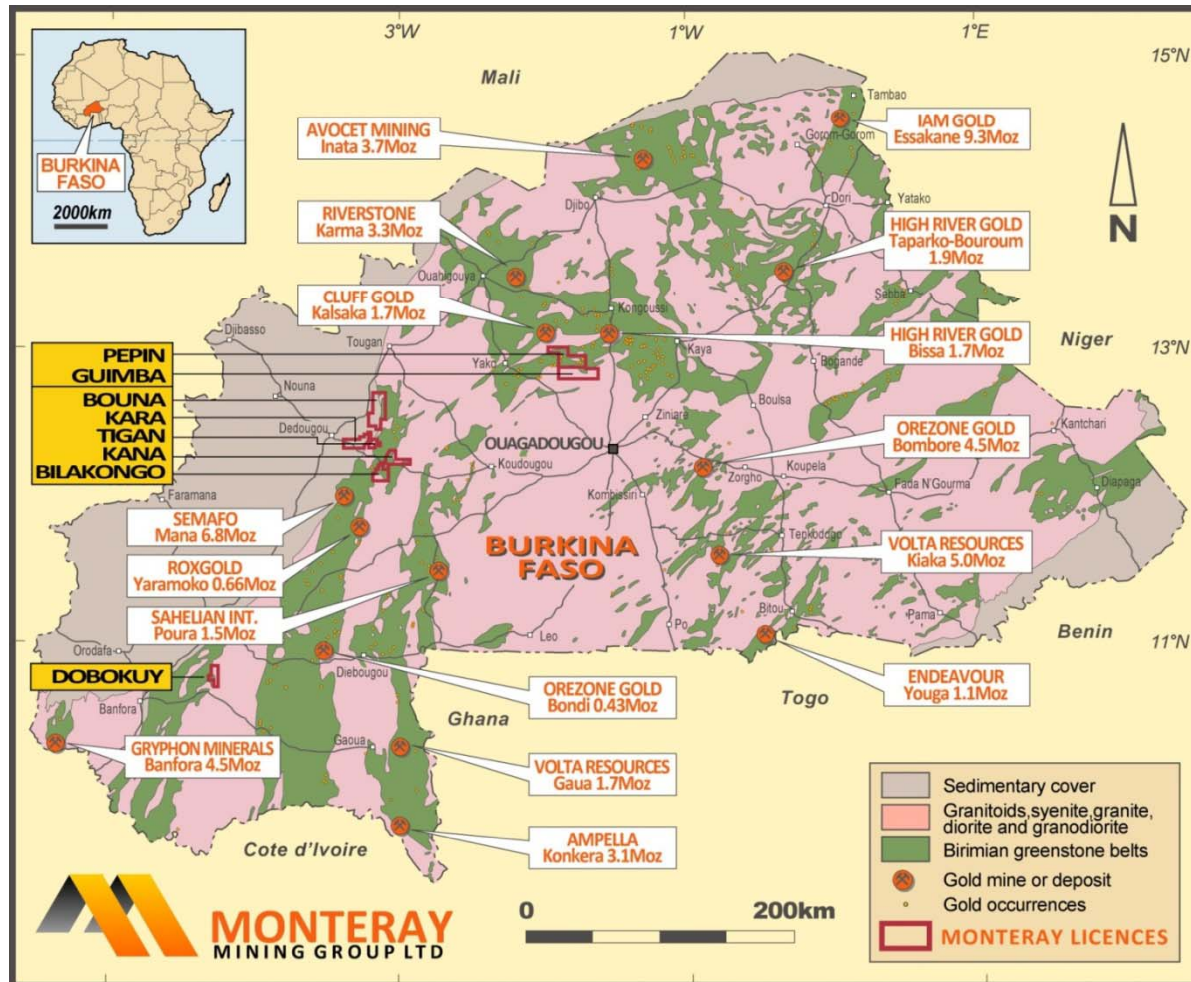 3°W
1°W
1°E
15°N
Mali
BURKINA
FASO
2000km
AVOCET MINING
Inata 3.7Moz
Tambao
Gorom-Gorom
IAM GOLD
Essakane 9.3Moz
N
RIVERSTONE
Karma 3.3Moz
Djibo
Dori
Yatako
Ouahigouya
HIGH RIVER GOLD
Taparko-Bouroum
1.9Moz
CLUFF GOLD
Kalsaka 1.7Moz
Kongoussi
Sebba
Djibasso
Tougan
HIGH RIVER GOLD
Bissa 1.7Moz
Niger
13°N
PEPIN
GUIMBA
BOUNA
KARA
TIGAN
KANA
BILAKONGO
Yako
Kaya
Bogande
Nouna
Dedougou
Boulsa
Ziniare
OUAGADOUGOU
OREZONE GOLD
Bombore 4.5Moz
Kantchari
Koudougou
Zorgho
Koupela
Fada N'Gourma
Diapaga
Faramana
Kombissiri
SEMAFO
Mana 6.8Moz
ROXGOLD
Yaramoko 0.66Moz
BURKINA
FASO
Tenkodogo
VOLTA RESOURCES
Kiaka 5.0Moz
SAHELIAN INT.
Poura 1.5Moz
Leo
Po
Bitou
Pama
Benin
11°N
Orodafa
DOBOKUY
Diebougou
OREZONE GOLD
Bondi 0.43Moz
Ghana
Togo
ENDEAVOUR
Youga 1.1Moz
Banfora
GRYPHON MINERALS
Banfora 4.5Moz
Gaoua
VOLTA RESOURCES
Gaua 1.7Moz
AMPELLA
Konkera 3.1Moz
Cote d'Ivoire
Sedimentary cover
Granitoids,syenite,granite,
diorite and granodiorite
Birimian greenstone belts
Gold mine or deposit
Gold occurrences
MONTERAY LICENCES
0
200km
MONTERAY
MINING GROUP LTD